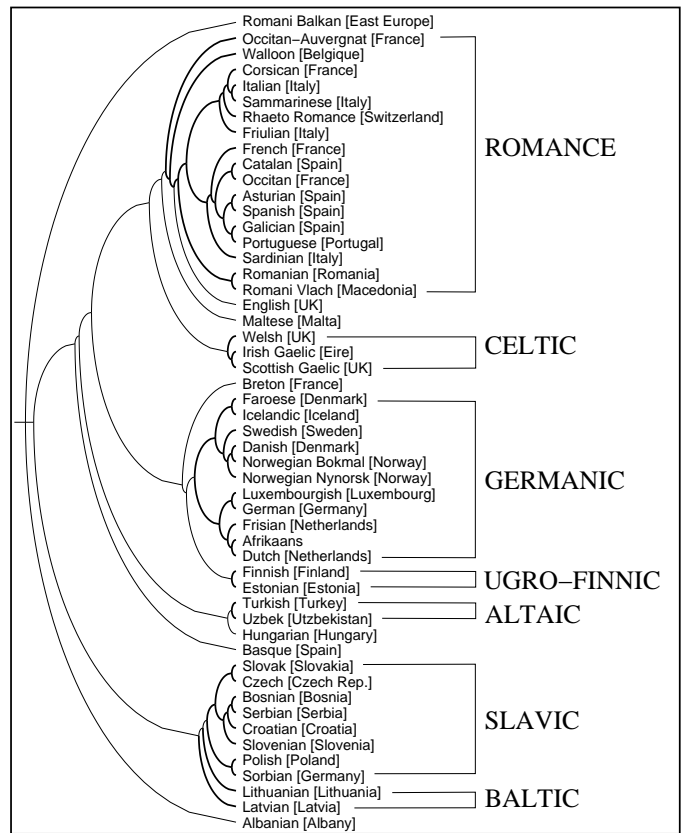 Romani Balkan [East Europe]
Occitan−Auvergnat [France]
Walloon [Belgique]
Corsican [France]
Italian [Italy]
Sammarinese [Italy]
Rhaeto Romance [Switzerland]
Friulian [Italy]
French [France]
ROMANCE
Catalan [Spain]
Occitan [France]
Asturian [Spain]
Spanish [Spain]
Galician [Spain]
Portuguese [Portugal]
Sardinian [Italy]
Romanian [Romania]
Romani Vlach [Macedonia]
English [UK]
Maltese [Malta]
Welsh [UK]
Irish Gaelic [Eire]
CELTIC
Scottish Gaelic [UK]
Breton [France]
Faroese [Denmark]
Icelandic [Iceland]
Swedish [Sweden]
Danish [Denmark]
Norwegian Bokmal [Norway]
Norwegian Nynorsk [Norway]
GERMANIC
Luxembourgish [Luxembourg]
German [Germany]
Frisian [Netherlands]
Afrikaans
Dutch [Netherlands]
Finnish [Finland]
UGRO−FINNIC
Estonian [Estonia]
Turkish [Turkey]
ALTAIC
Uzbek [Utzbekistan]
Hungarian [Hungary]
Basque [Spain]
Slovak [Slovakia]
Czech [Czech Rep.]
Bosnian [Bosnia]
Serbian [Serbia]
SLAVIC
Croatian [Croatia]
Slovenian [Slovenia]
Polish [Poland]
Sorbian [Germany]
Lithuanian [Lithuania]
BALTIC
Latvian [Latvia]
Albanian [Albany]